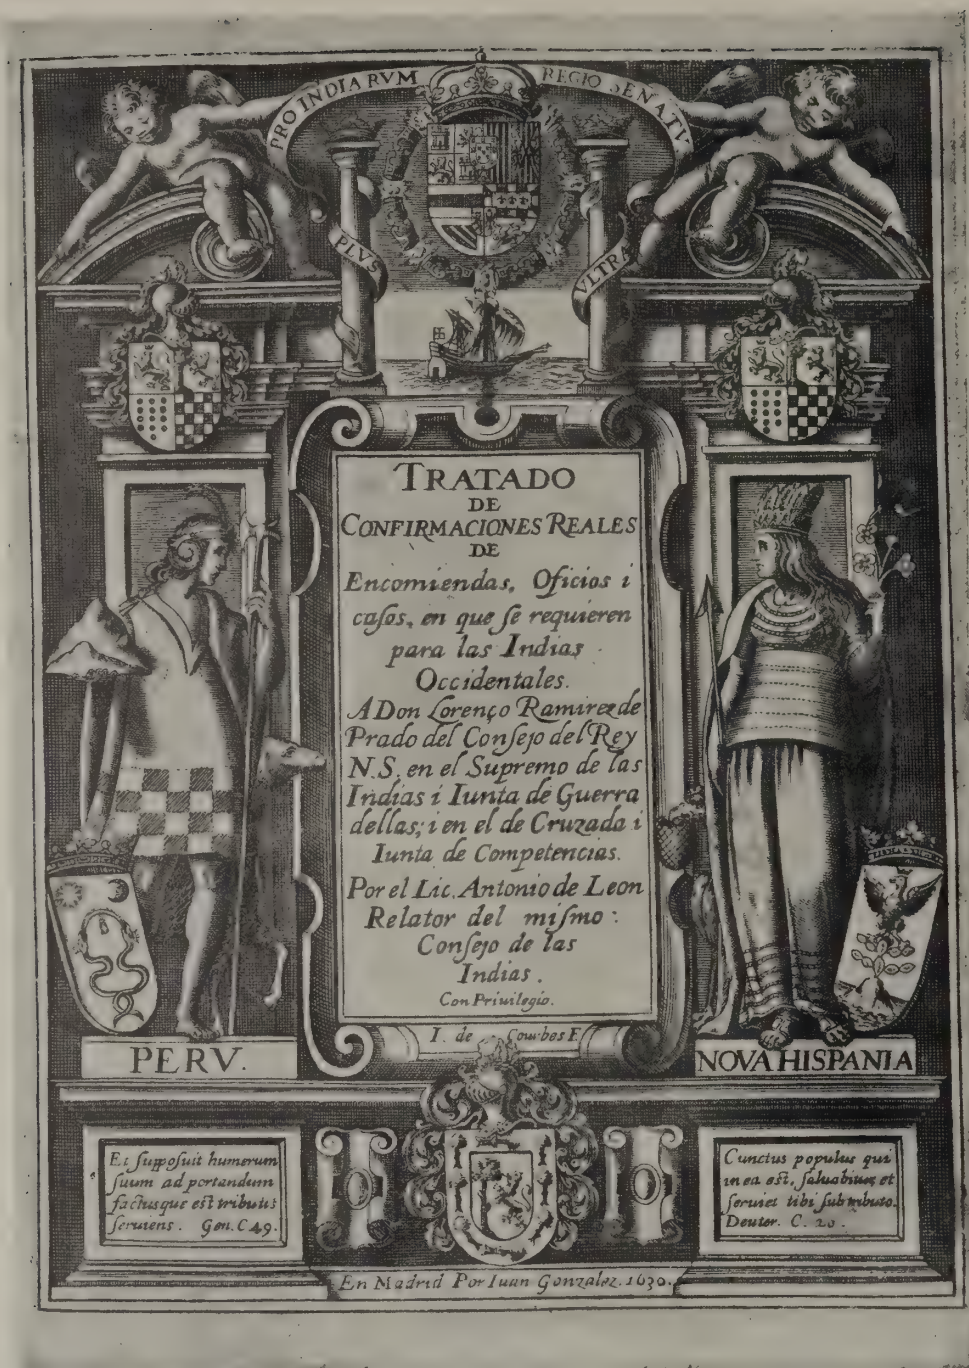 PRO INDIARVM REGIO SENATV
PLVS VLTRA
TRATADO
DE
CONFIRMACIONES REALES
DE
Encomiendas, Oficios i
casos, en que se requieren
para las Indias
Occidentales.
A Don Lorenço Ramirez de
Prado del Consejo del Rey
N.S. en el Supremo de las
Indias i Iunta de Guerra
dellas; i en el de Cruzada i
Iunta de Competencias.
Por el Lic. Antonio de Leon
Relator del mismo
Consejo de las
Indias.
Con Priuilegio.
I. de Courbes F.
PERV.
NOVA HISPANIA
Et supposuit humerum
suum ad portandum
factusque est tributis
seruiens. Gen. C 49.
Cunctus populus qui
in ea est, saluabitur, et
seruiet tibi sub tributo.
Deuter. C. 20.
En Madrid Por Iuan Gonzalez. 1630.